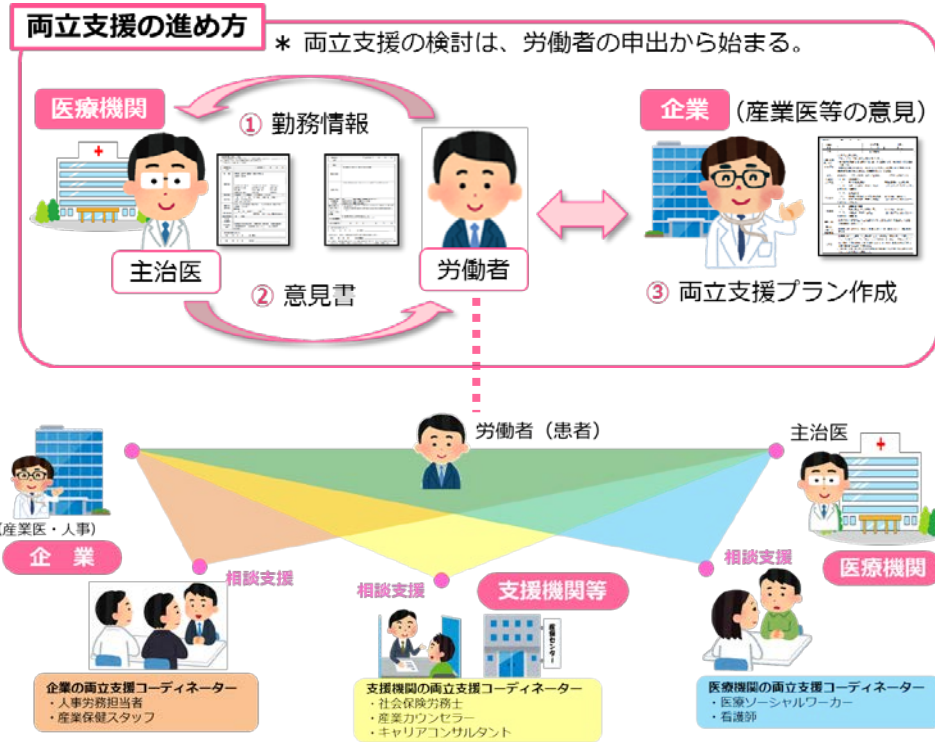 両立支援の進め方
* 両立支援の検討は、労働者の申出から始まる。
医療機関
① 勤務情報
企業 (産業医等の意見)
主治医
労働者
② 意見書
③ 両立支援プラン作成
労働者(患者)
主治医
(産業医・人事)
企業
相談支援
相談支援
相談支援
支援機関等
医療機関
産保センター
企業の両立支援コーディネーター
・人事労務担当者
・産業保健スタッフ
支援機関の両立支援コーディネーター
・社会保険労務士
・産業カウンセラー
・キャリアコンサルタント
医療機関の両立支援コーディネーター
・医療ソーシャルワーカー
・看護師